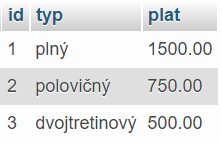 id typ plat
1 plný 1500.00
2 polovičný 750.00
3 dvojtretinový 500.00